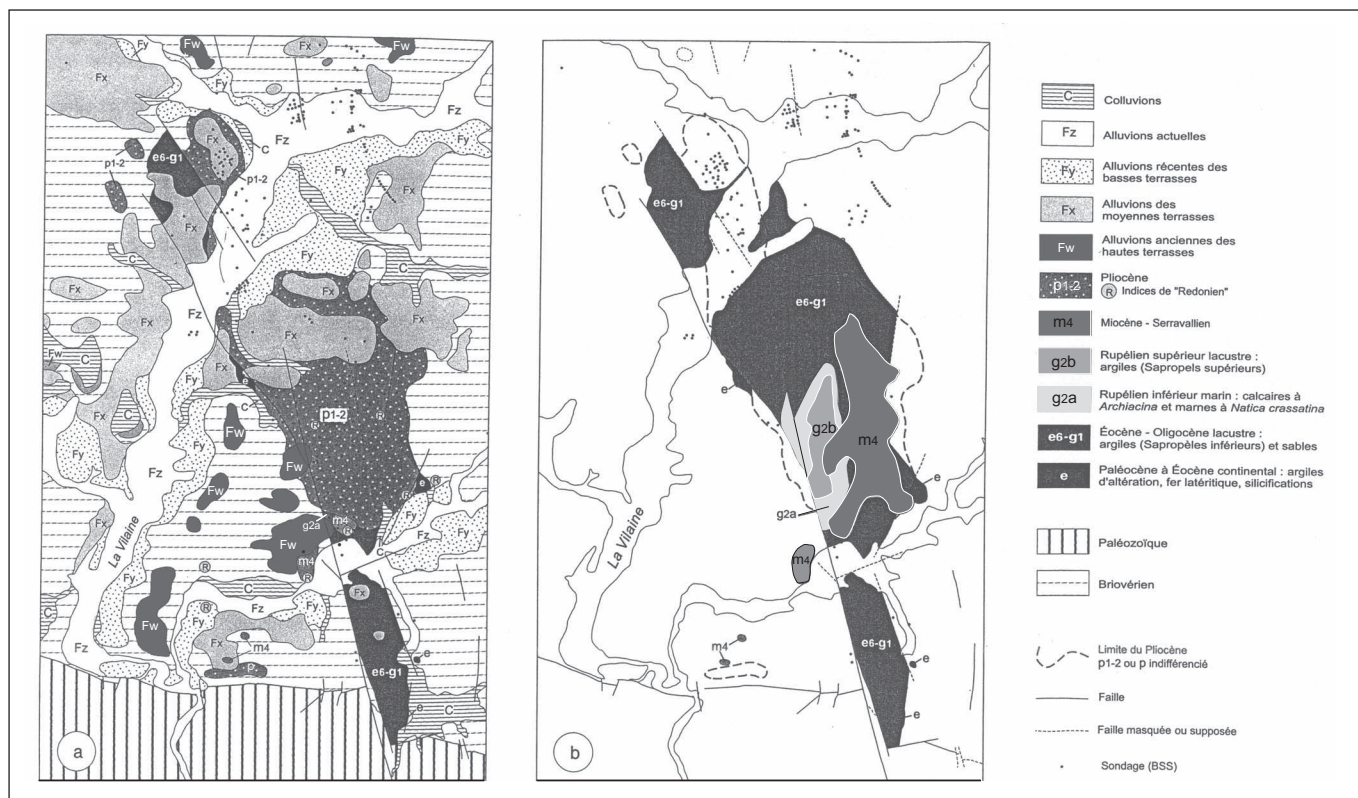 Fw
Fx
Fw
Fy
Fx
Fy
Fz
Fz
Fy
e6-g1
Fx
C
p1-2
p1-2
Fx
Fx
C
Fy
Fx
Fx
Fz
Fx
Fx
C
Fw
C
Fx
Fy
e
C
p1-2
R
Fw
R
Fy
Fw
Fz
Fw
e
R
R
g2a
m4
R
Fw
Fz
Fx
C
m4
R
Fy
La Vilaine
R
C
Fx
Fw
R
Fz
Fy
Fy
Fx
m4
Fz
p
e6-g1
e
C
e
a
e6-g1
e6-g1
e
g2b
m4
e
g2a
La Vilaine
m4
m4
e6-g1
e
e
b
C Colluvions
Fz Alluvions actuelles
Fy Alluvions récentes des
basses terrasses
Fx Alluvions des
moyennes terrasses
Fw Alluvions anciennes des
hautes terrasses
p1-2 Pliocène
R Indices de "Redonien"
m4 Miocène - Serravallien
g2b Rupélien supérieur lacustre :
argiles (Sapropels supérieurs)
g2a Rupélien inférieur marin : calcaires à
Archiacina et marnes à Natica crassatina
e6-g1 Éocène - Oligocène lacustre :
argiles (Sapropèles inférieurs) et sables
e Paléocène à Éocène continental : argiles
d'altération, fer latéritique, silicifications
Paléozoïque
Briovérien
Limite du Pliocène
p1-2 ou p indifférencié
Faille
Faille masquée ou supposée
Sondage (BSS)